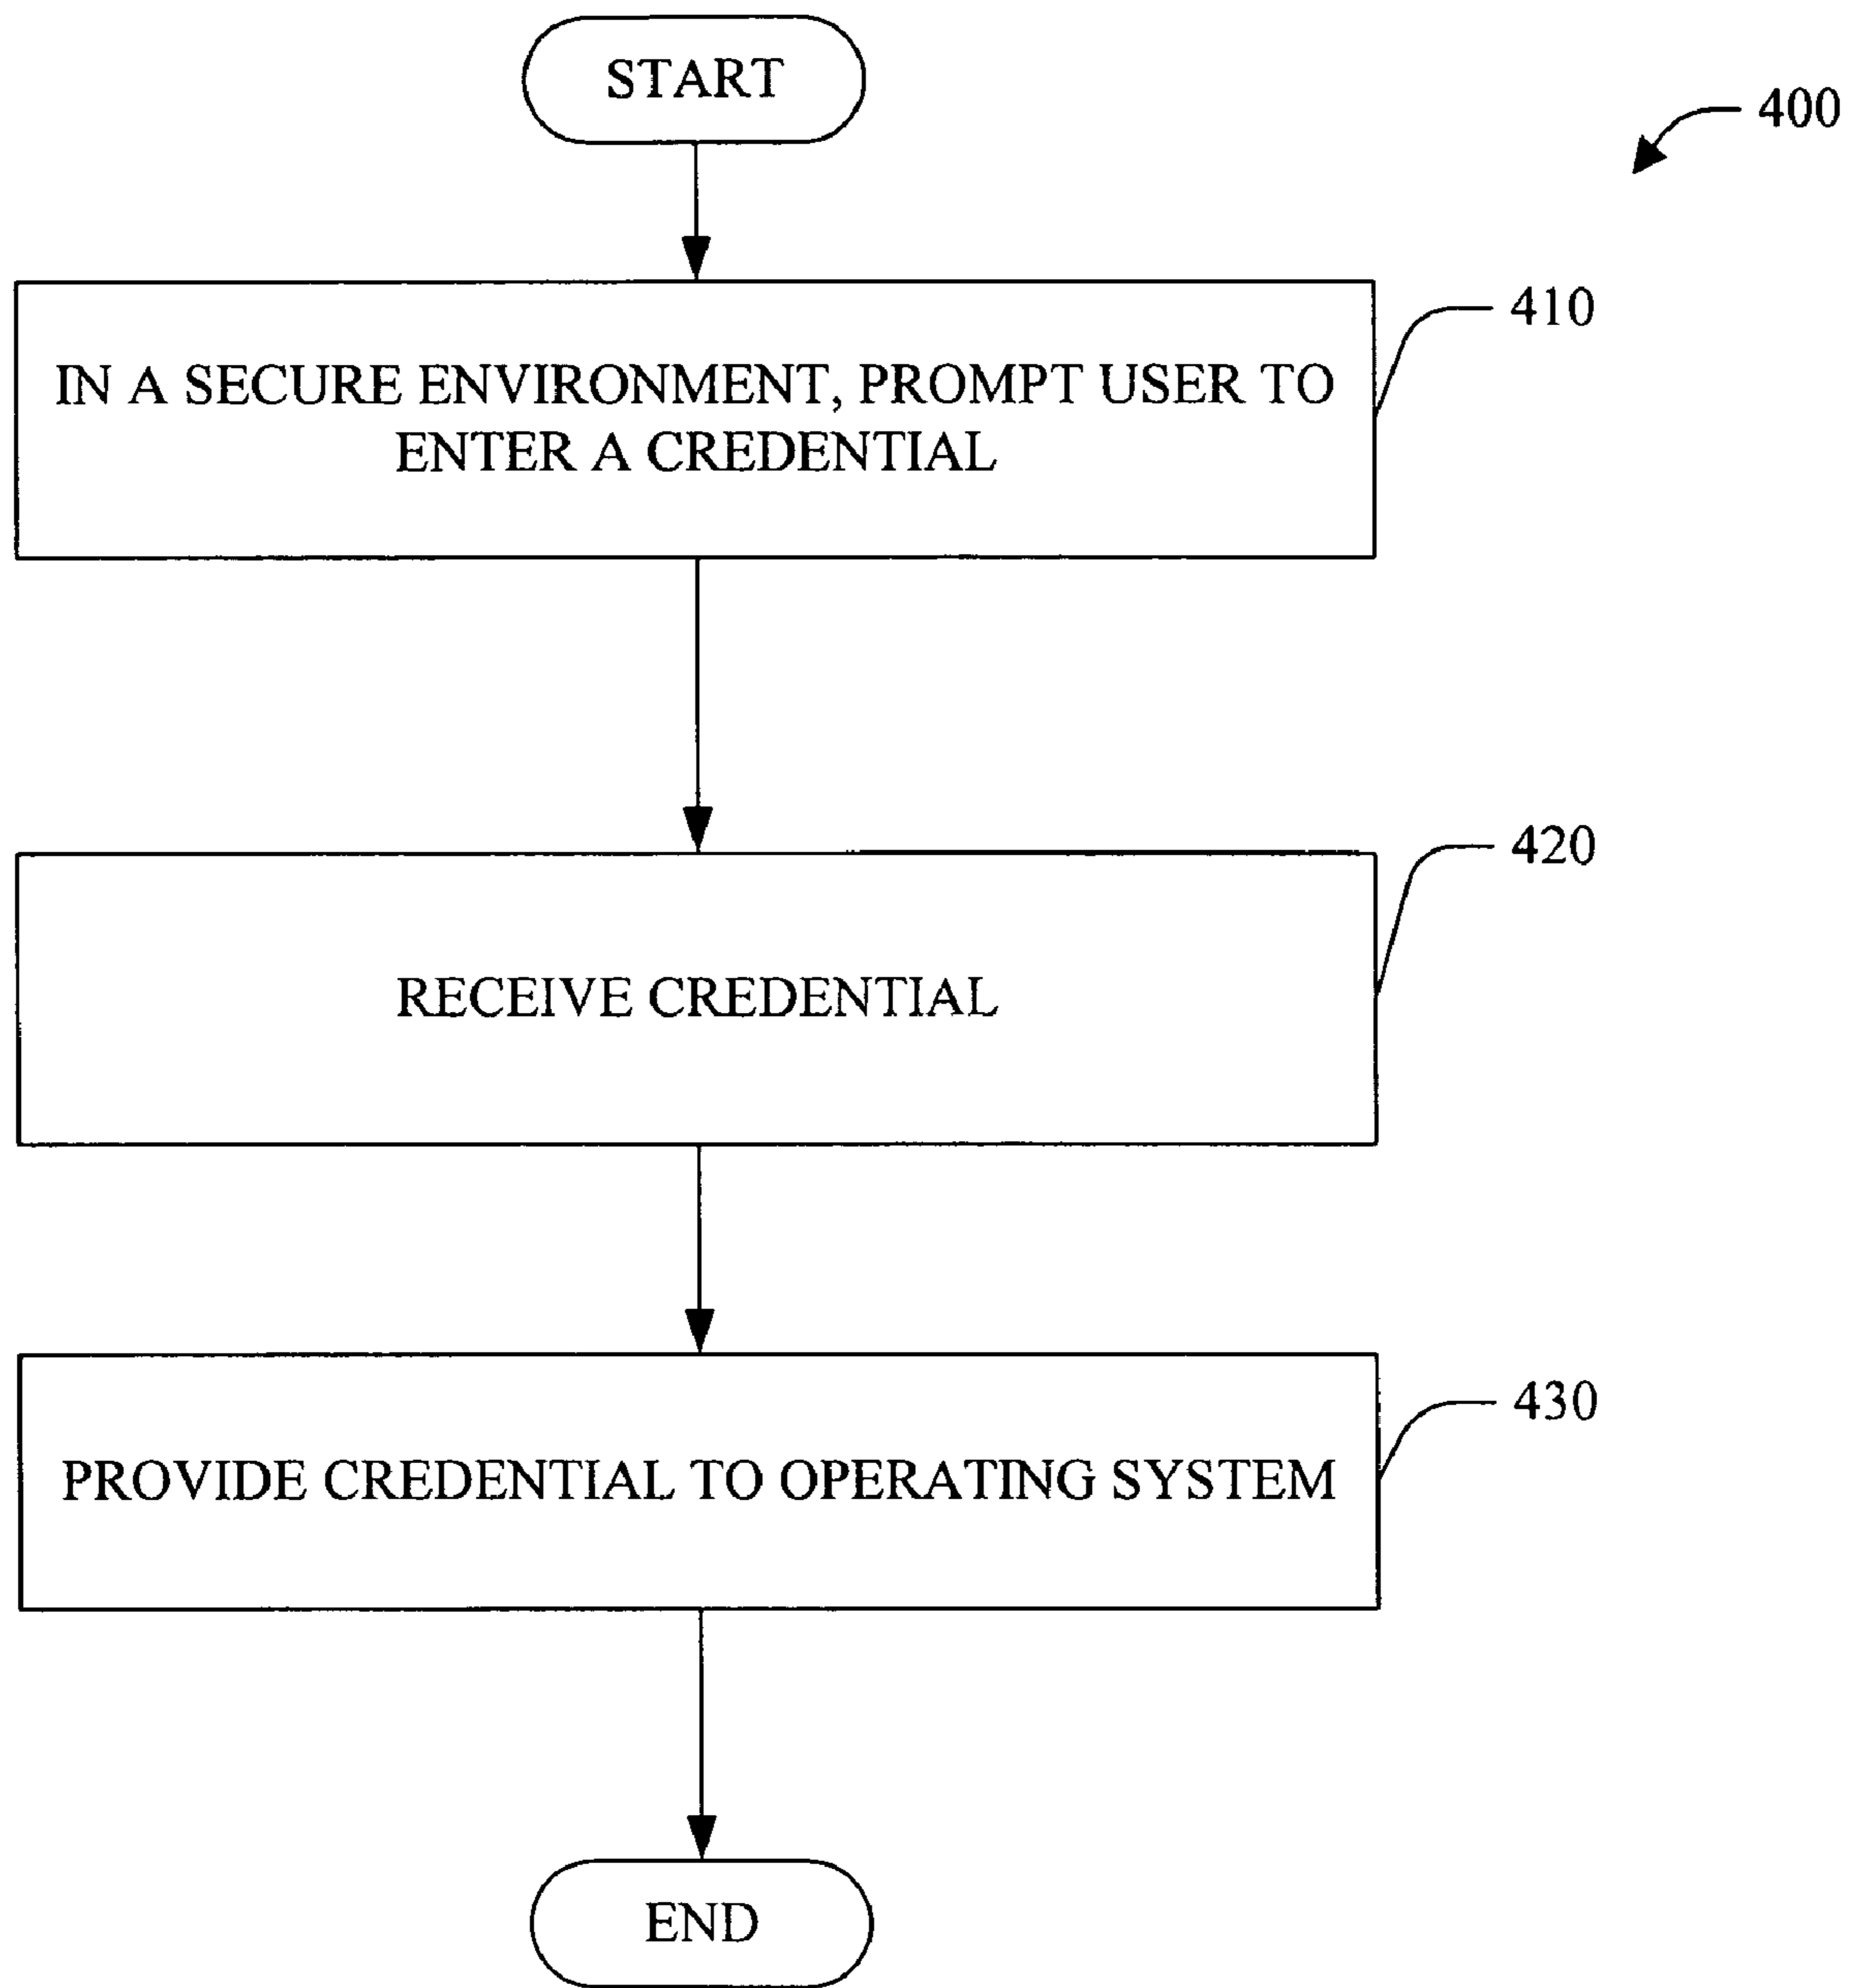 START
400
410
IN A SECURE ENVIRONMENT, PROMPT USER TO
ENTER A CREDENTIAL
420
RECEIVE CREDENTIAL
430
PROVIDE CREDENTIAL TO OPERATING SYSTEM
END